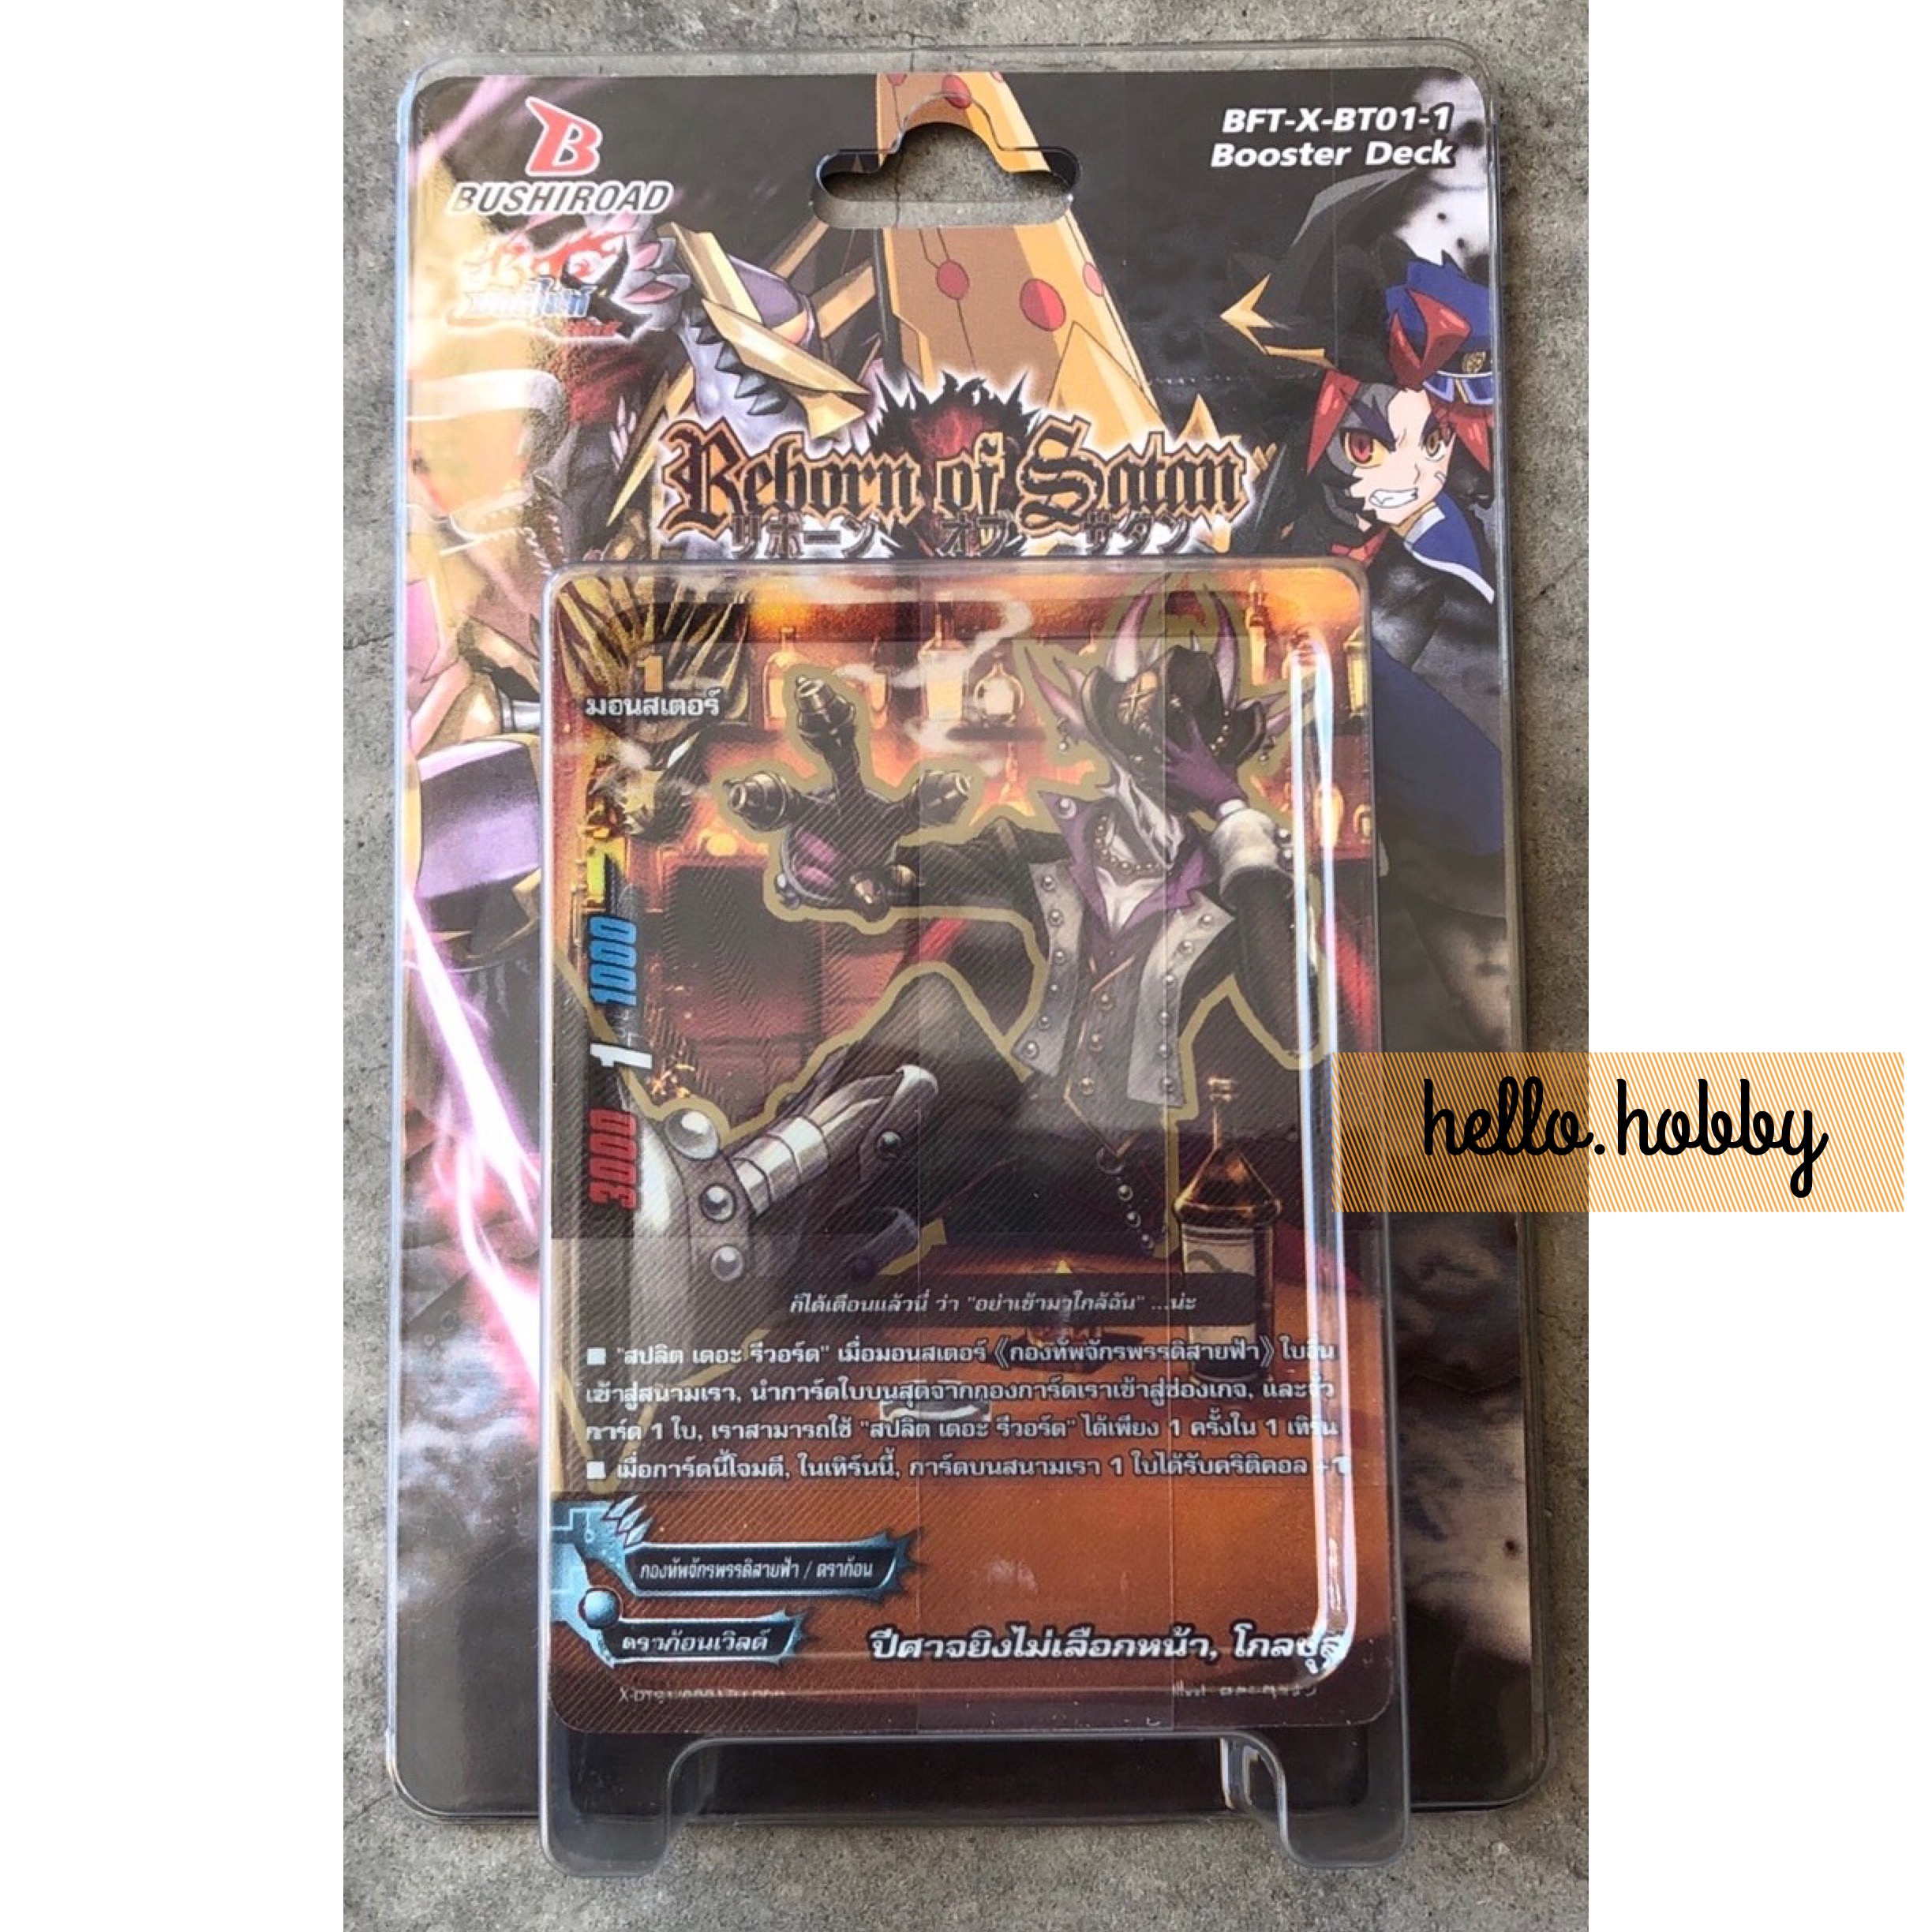 BUSHIROAD
BFT-X-BT01-1
Booster Deck
Reborn of Satan
リボーン オブ サタン
1
มอนสเตอร์
1000
1
3000
hello.hobby
ก็ได้เตือนแล้วนี่ ว่า "อย่าเข้ามาใกล้ฉัน" ...น่ะ
■ "สปลิต เดอะ รีวอร์ด" เมื่อมอนสเตอร์《กองทัพจักรพรรดิสายฟ้า》ใบอื่น
เข้าสู่สนามเรา, นำการ์ดใบบนสุดจากกองการ์ดเราเข้าสู่ช่องเกจ, และจั่ว
การ์ด 1 ใบ, เราสามารถใช้ "สปลิต เดอะ รีวอร์ด" ได้เพียง 1 ครั้งใน 1 เทิร์น
■ เมื่อการ์ดนี้โจมตี, ในเทิร์นนี้, การ์ดบนสนามเรา 1 ใบได้รับคริติคอล +1
กองทัพจักรพรรดิสายฟ้า / ดราก้อน
ดราก้อนเวิลด์
ปีศาจยิงไม่เลือกหน้า, โกลซุส